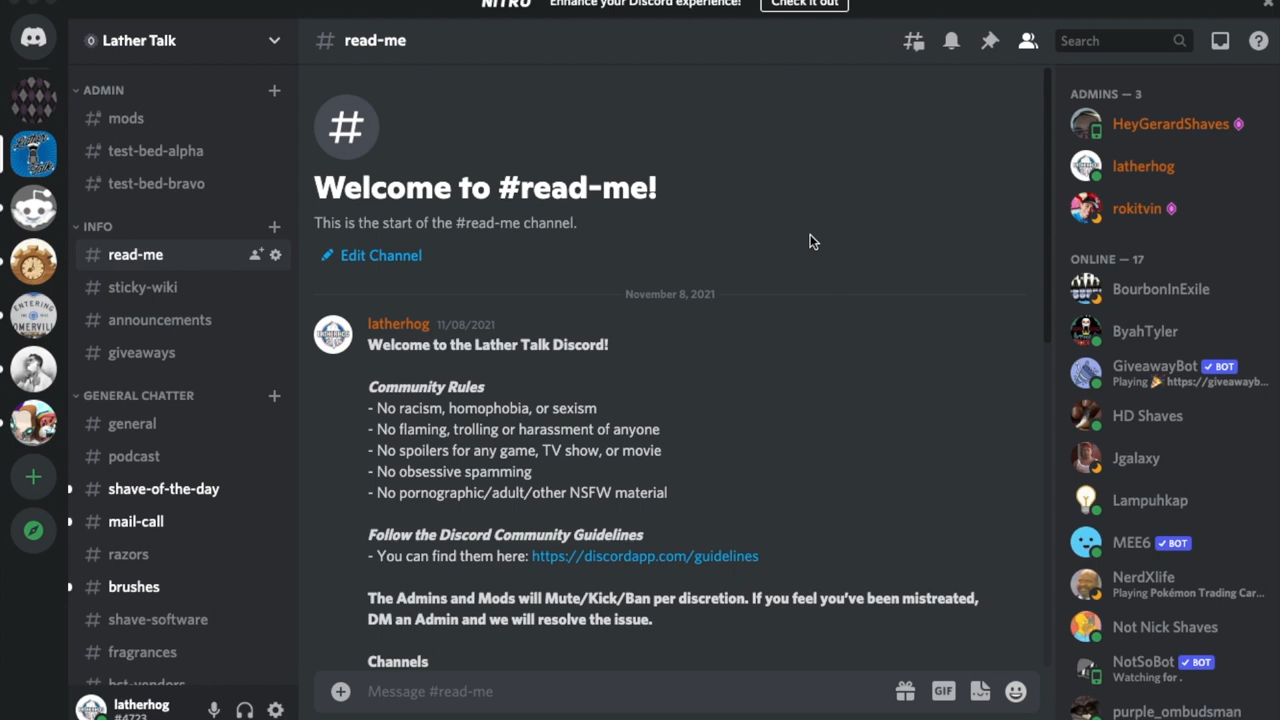 NITRO Enhance your Discord experience! Check it out
Lather Talk
ADMIN
mods
test-bed-alpha
test-bed-bravo
INFO
read-me
sticky-wiki
announcements
giveaways
GENERAL CHATTER
general
podcast
shave-of-the-day
mail-call
razors
brushes
shave-software
fragrances
bst-vendors
latherhog
#4723
ENTERING
# read-me
Search
#
Welcome to #read-me!
This is the start of the #read-me channel.
Edit Channel
November 8, 2021
latherhog 11/08/2021
Welcome to the Lather Talk Discord!
Community Rules
- No racism, homophobia, or sexism
- No flaming, trolling or harassment of anyone
- No spoilers for any game, TV show, or movie
- No obsessive spamming
- No pornographic/adult/other NSFW material
Follow the Discord Community Guidelines
- You can find them here: https://discordapp.com/guidelines
The Admins and Mods will Mute/Kick/Ban per discretion. If you feel you've been mistreated,
DM an Admin and we will resolve the issue.
Channels
Message #read-me
GIF
ADMINS — 3
HeyGerardShaves
latherhog
rokitvin
ONLINE — 17
BourbonInExile
ByahTyler
GiveawayBot ✓ BOT
Playing 🎉 https://giveawayb...
HD Shaves
Jgalaxy
Lampuhkap
MEE6 ✓ BOT
NerdXlife
Playing Pokémon Trading Car...
Not Nick Shaves
NotSoBot ✓ BOT
Watching for .
purple_ombudsman